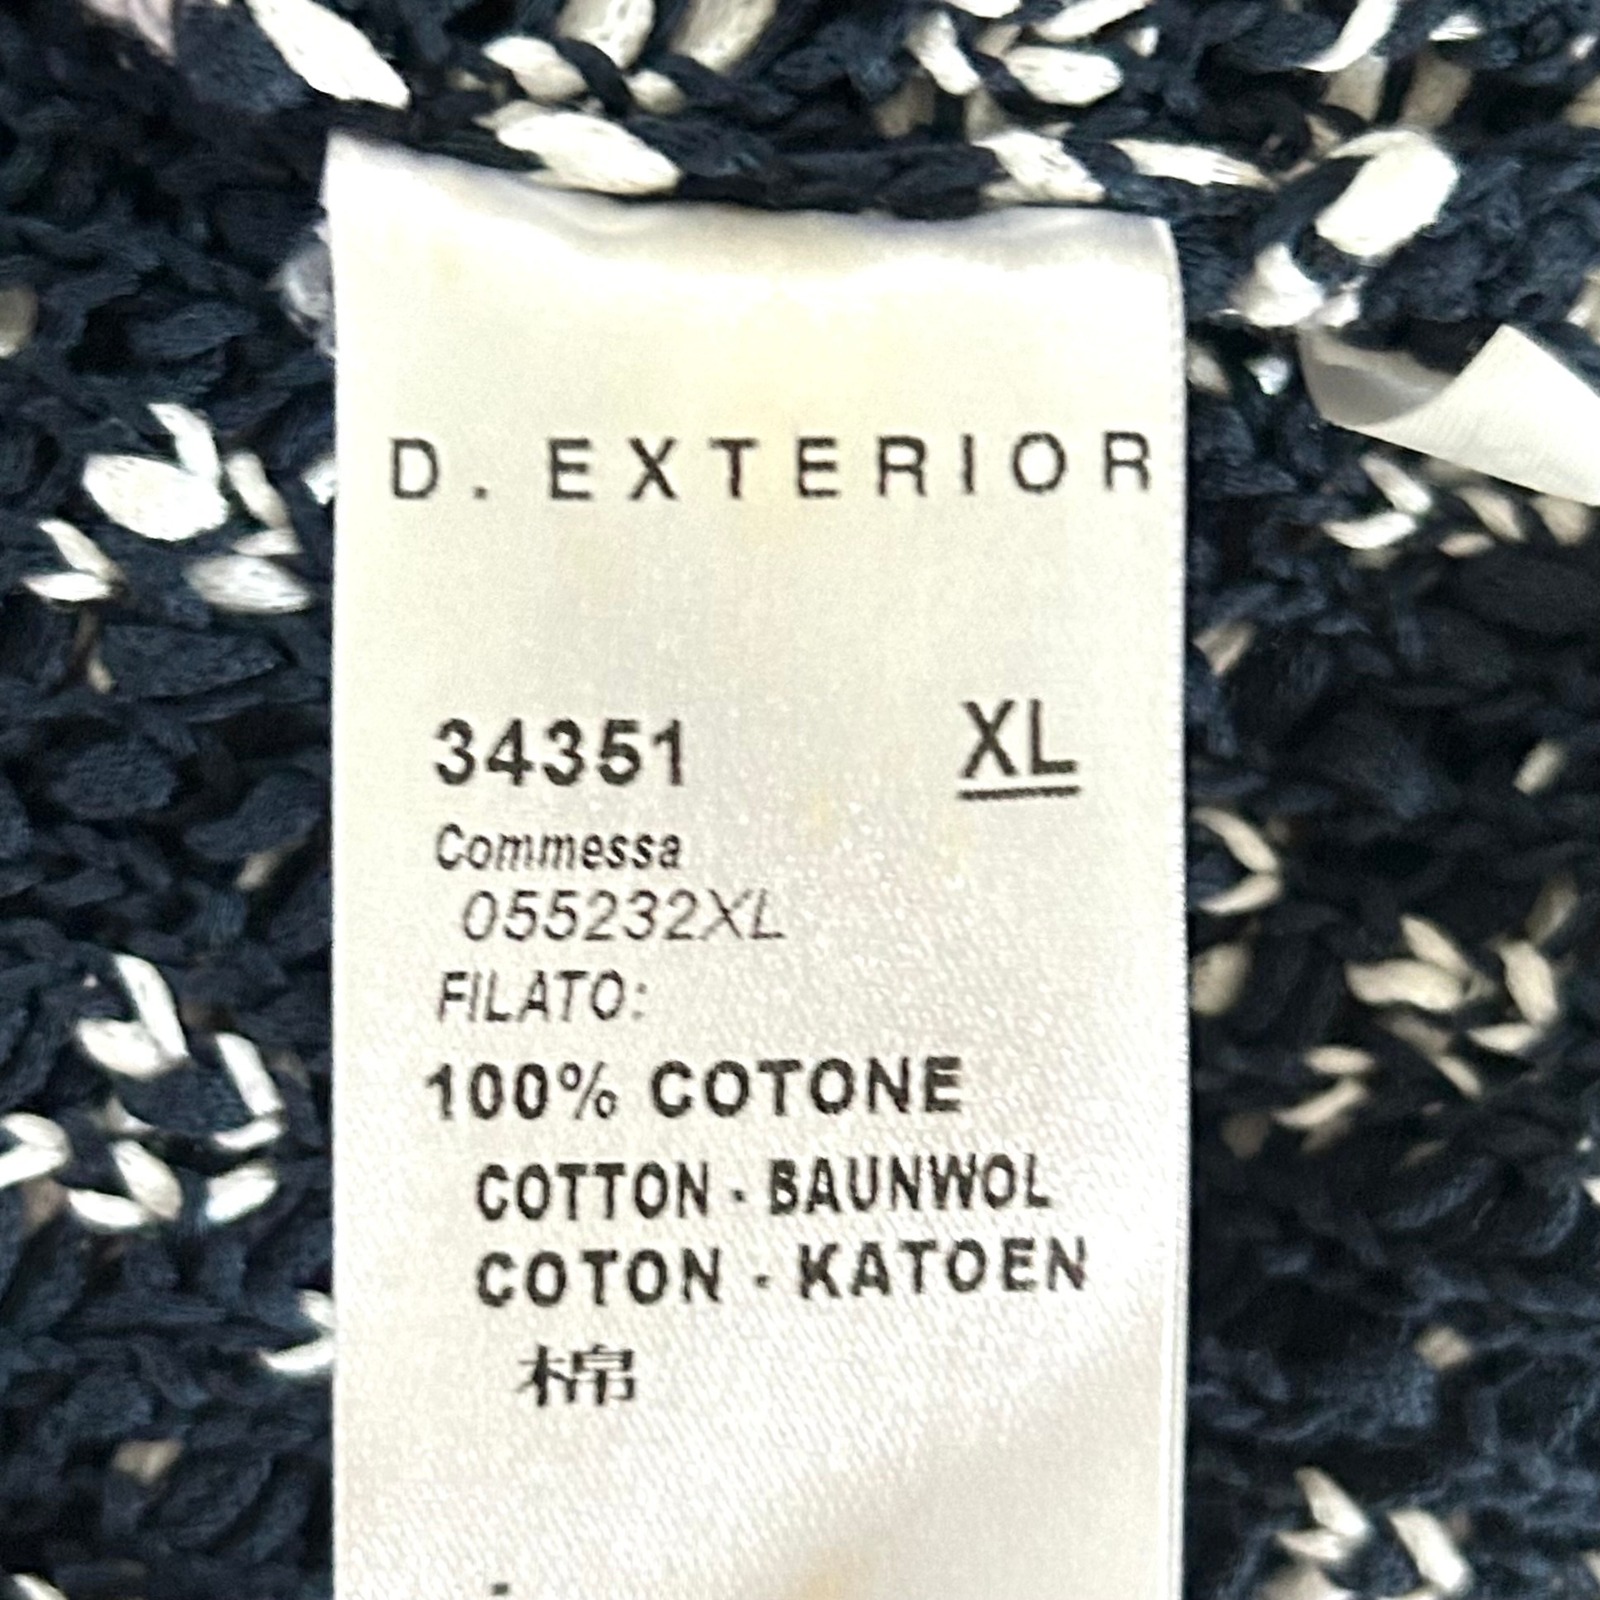 D. EXTERIOR
34351 XL
Commessa
055232XL
FILATO:
100% COTONE
COTTON - BAUNWOL
COTON - KATOEN
棉